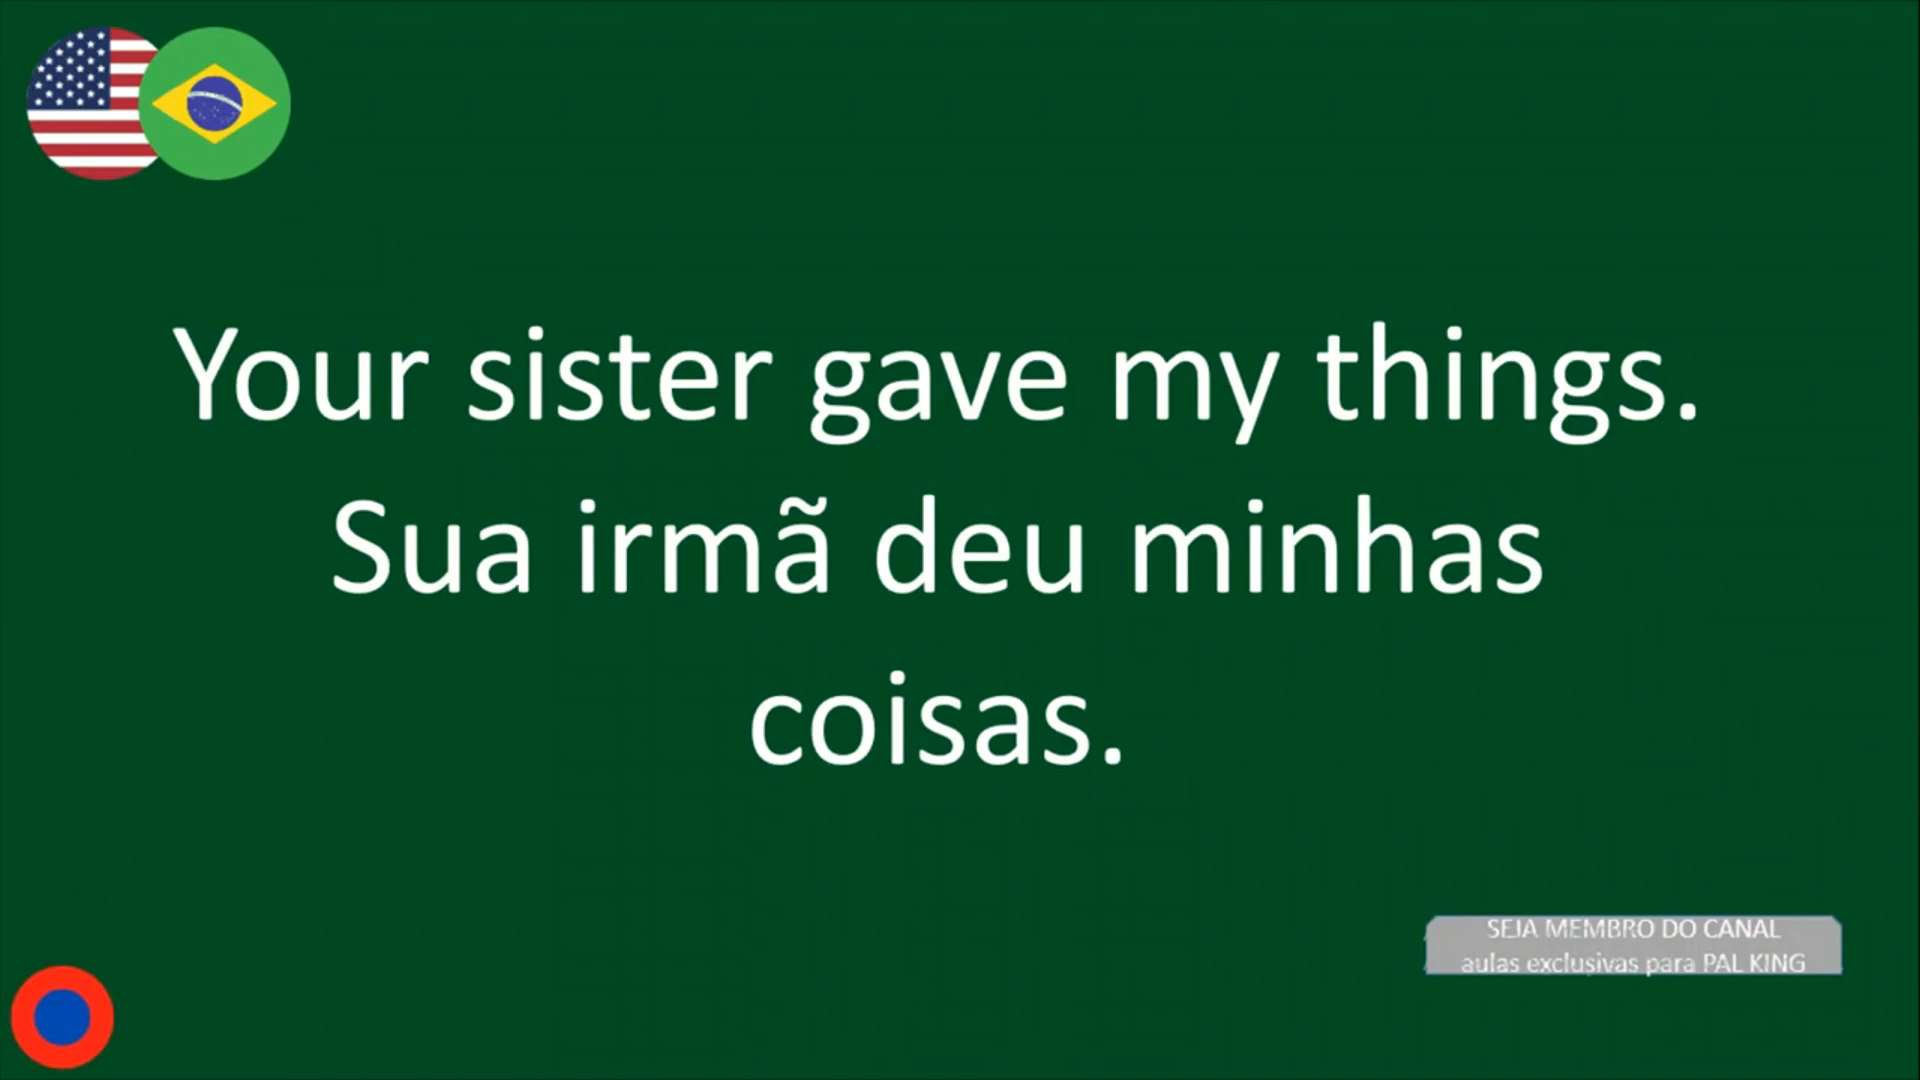 Your sister gave my things.
Sua irmã deu minhas
coisas.
SEJA MEMBRO DO CANAL
aulas exclusivas para PAL KING